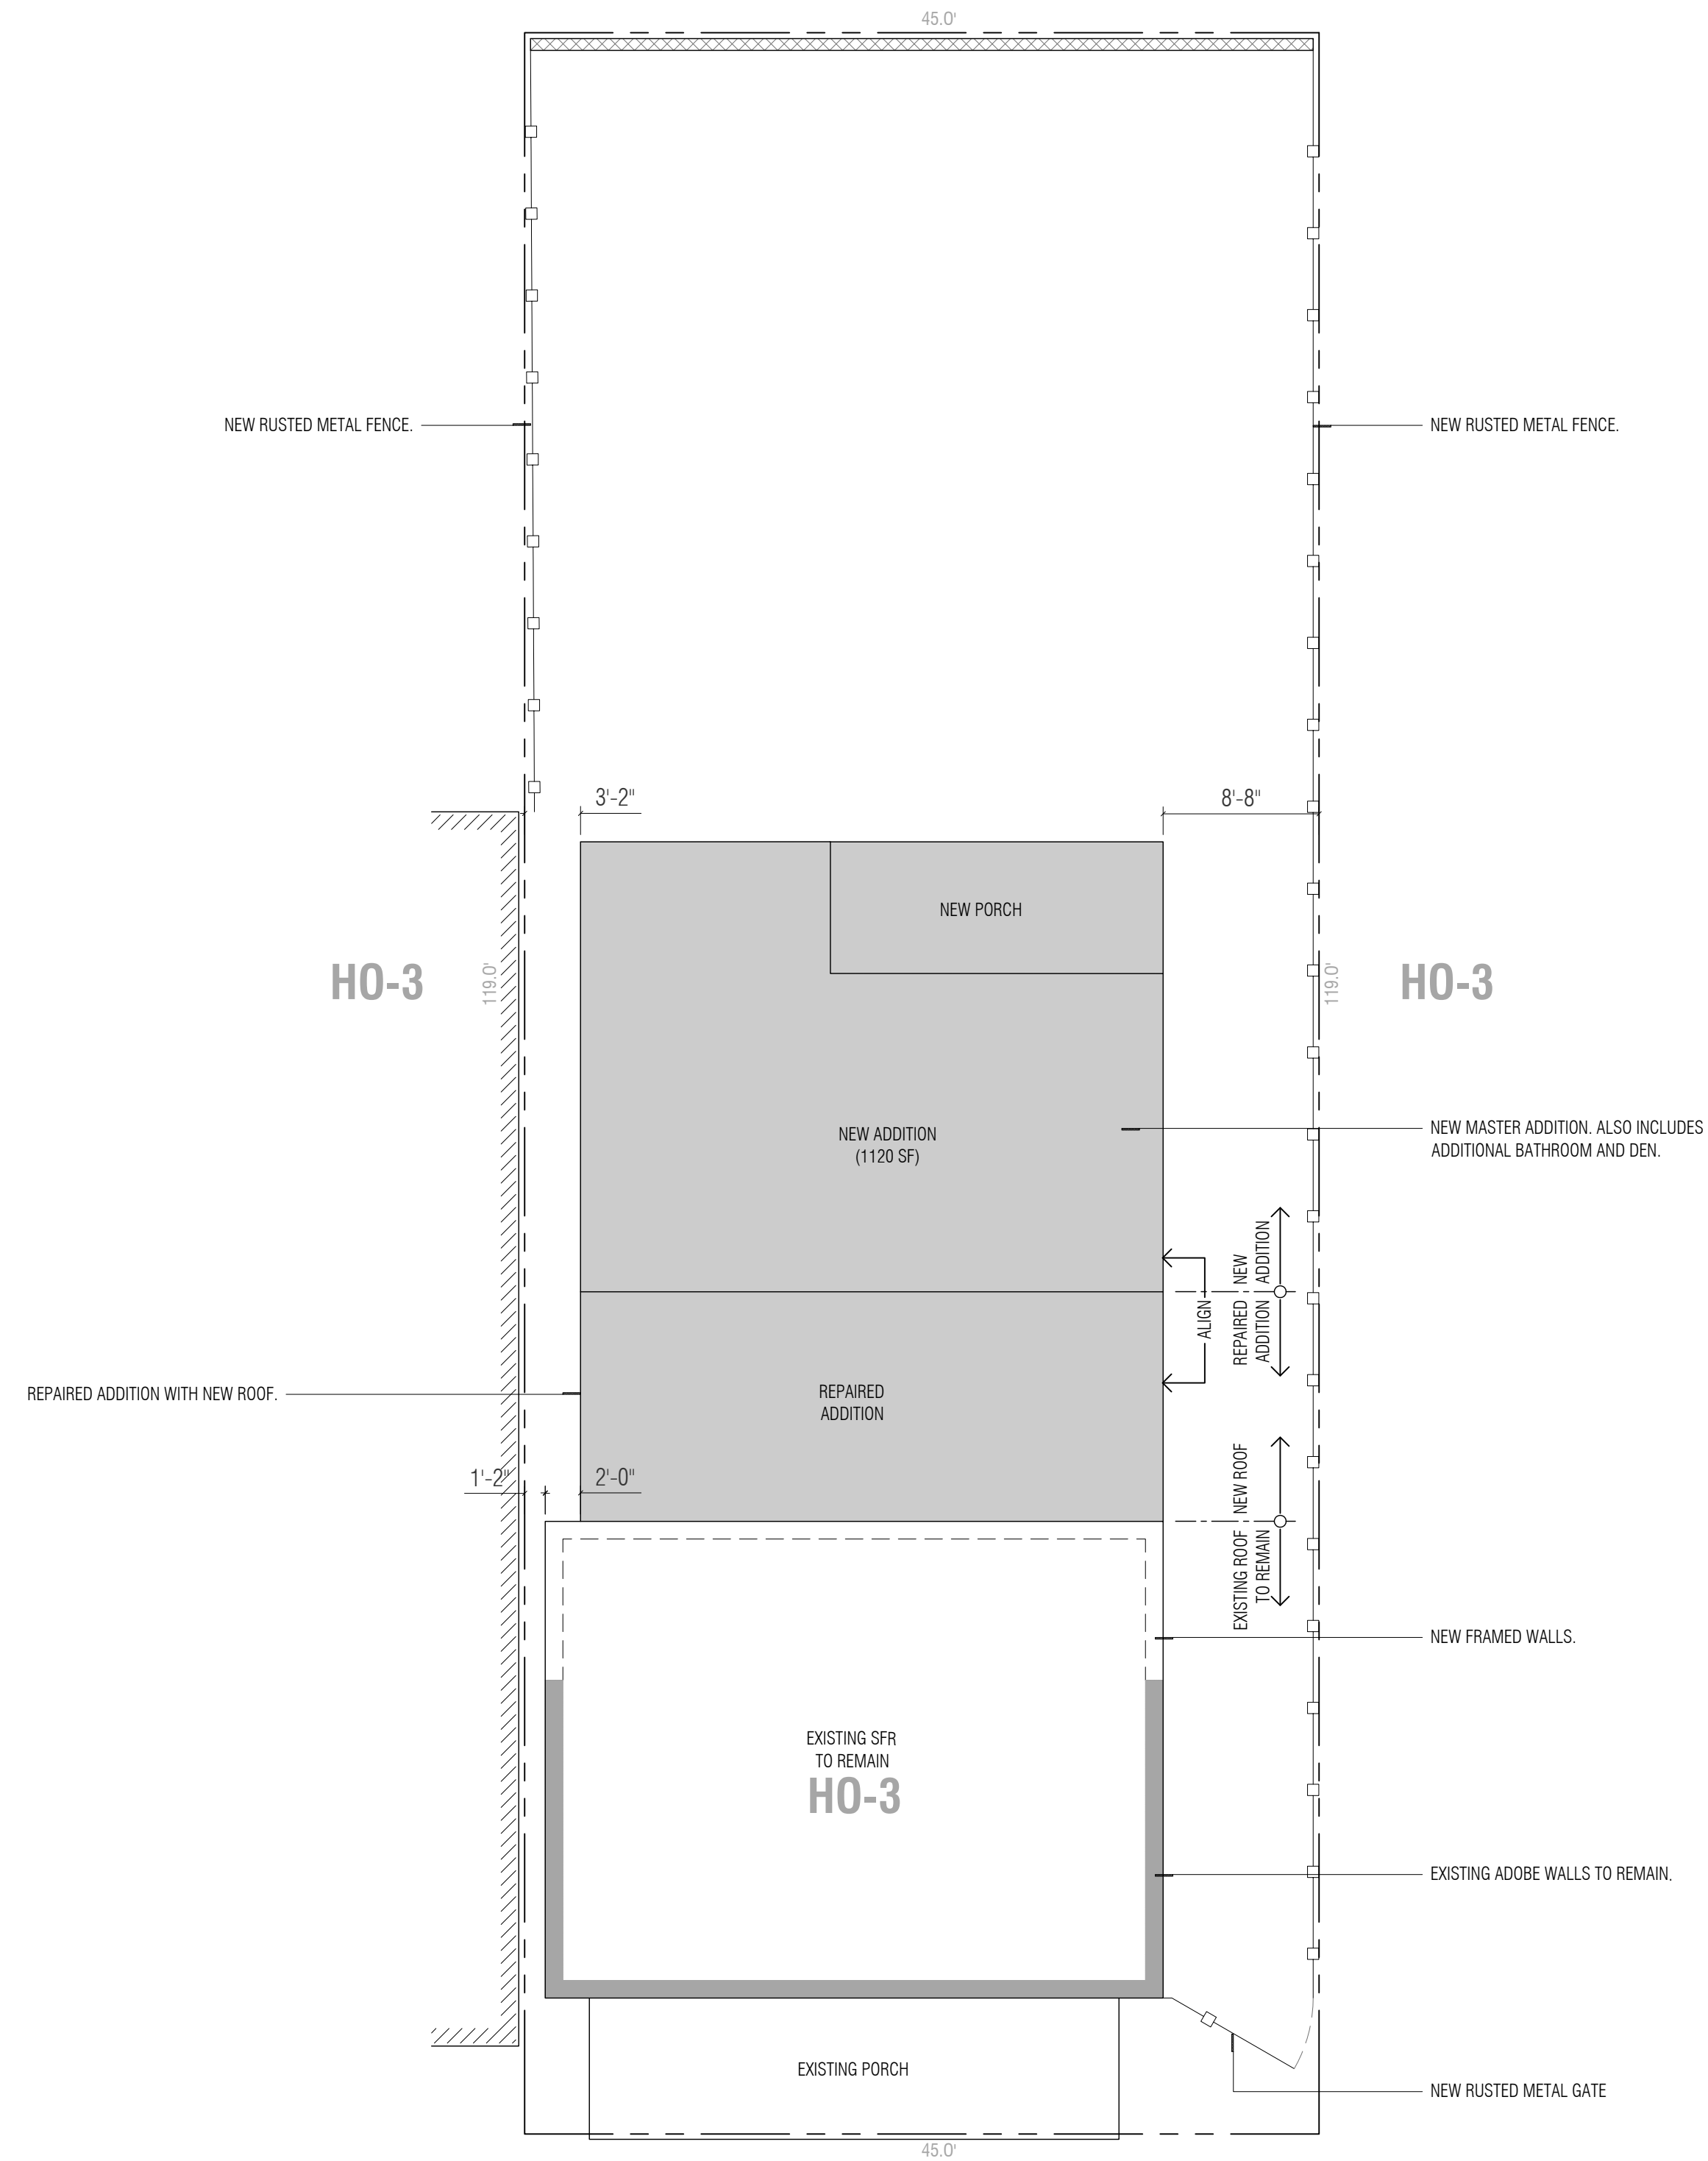 45.0'
NEW RUSTED METAL FENCE.
NEW RUSTED METAL FENCE.
3'-2"
8'-8"
NEW PORCH
HO-3
119.0'
119.0'
HO-3
NEW ADDITION
(1120 SF)
NEW MASTER ADDITION. ALSO INCLUDES
ADDITIONAL BATHROOM AND DEN.
NEW
ADDITION
ALIGN
REPAIRED
ADDITION
REPAIRED ADDITION WITH NEW ROOF.
REPAIRED
ADDITION
1'-2"
2'-0"
NEW ROOF
EXISTING ROOF
TO REMAIN
NEW FRAMED WALLS.
EXISTING SFR
TO REMAIN
HO-3
EXISTING ADOBE WALLS TO REMAIN.
EXISTING PORCH
NEW RUSTED METAL GATE
45.0'